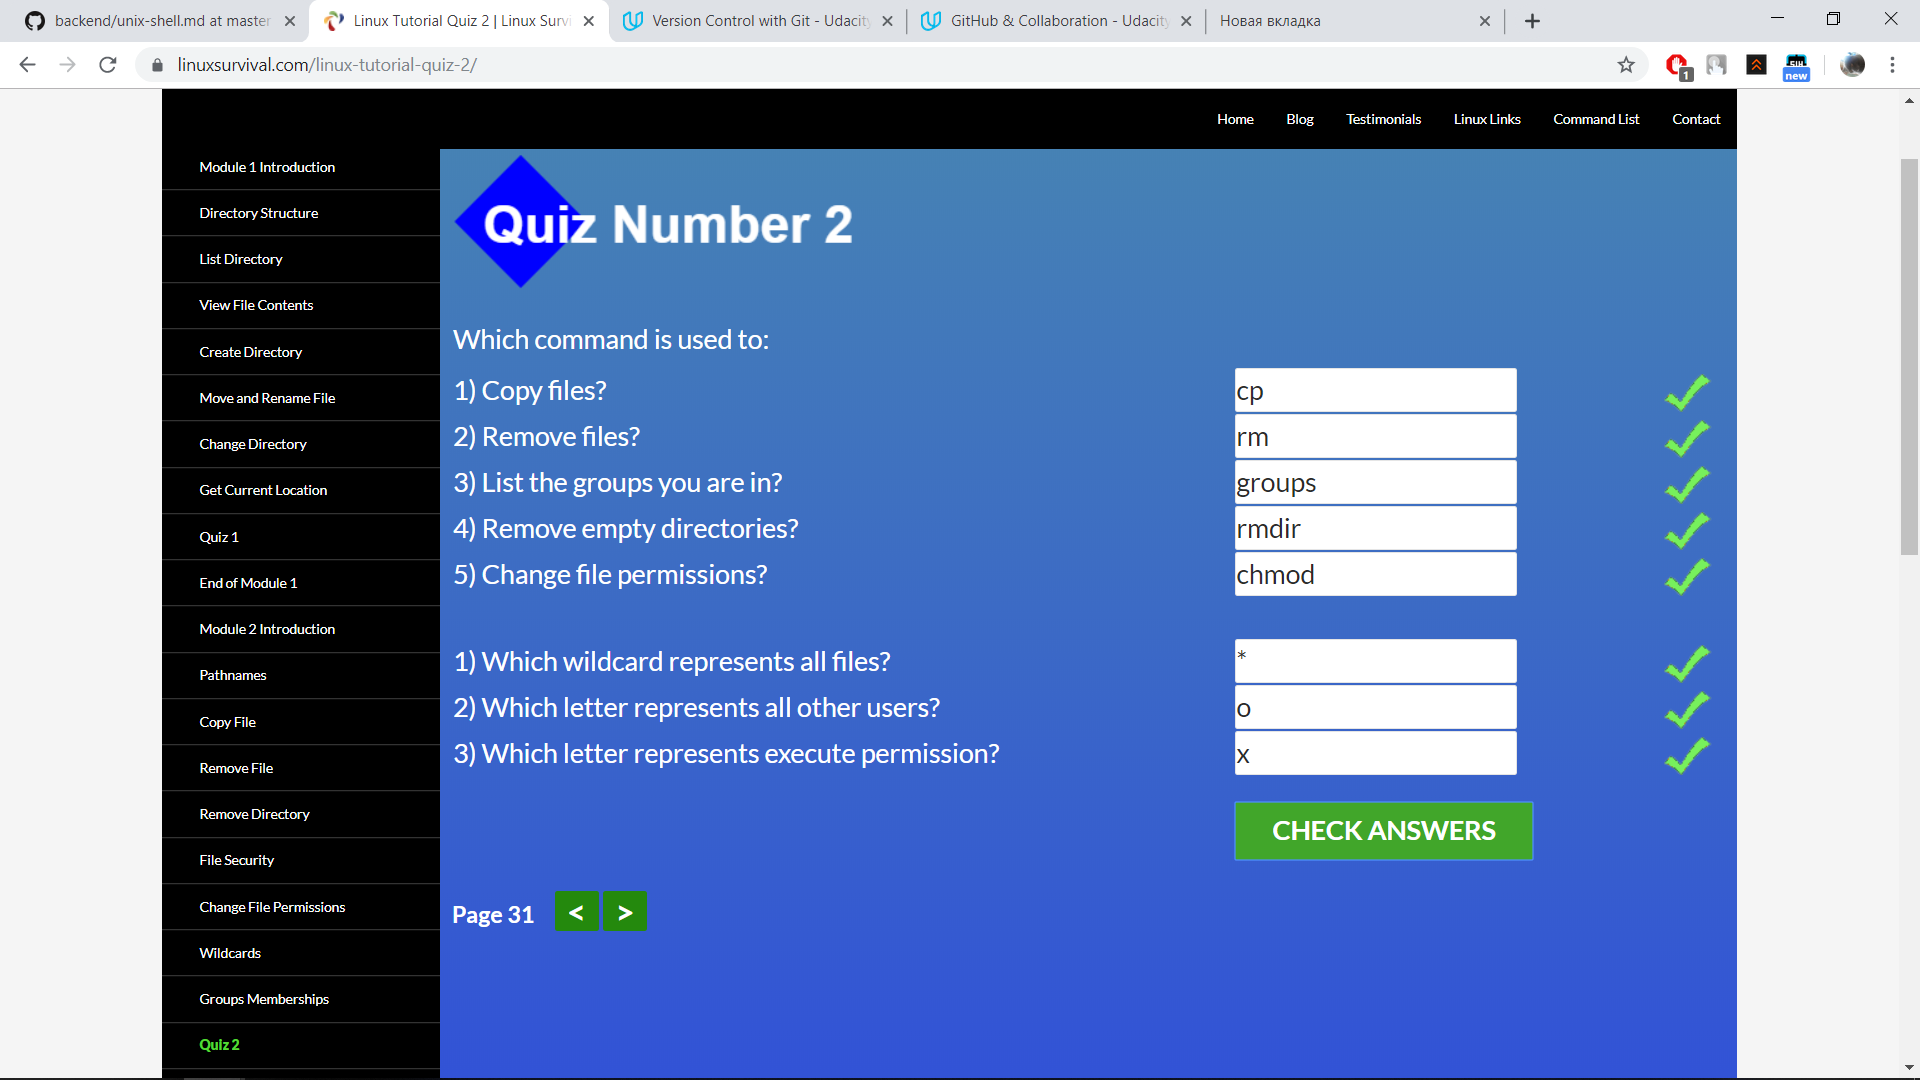 backend/unix-shell.md at master
Linux Tutorial Quiz 2 | Linux Survi
Version Control with Git - Udacity
GitHub & Collaboration - Udacity
Новая вкладка
linuxsurvival.com/linux-tutorial-quiz-2/
1
new
Home
Blog
Testimonials
Linux Links
Command List
Contact
Module 1 Introduction
Directory Structure
List Directory
View File Contents
Create Directory
Move and Rename File
Change Directory
Get Current Location
Quiz 1
End of Module 1
Module 2 Introduction
Pathnames
Copy File
Remove File
Remove Directory
File Security
Change File Permissions
Wildcards
Groups Memberships
Quiz 2
Quiz Number 2
Which command is used to:
1) Copy files? cp
2) Remove files? rm
3) List the groups you are in? groups
4) Remove empty directories? rmdir
5) Change file permissions? chmod
1) Which wildcard represents all files? *
2) Which letter represents all other users? o
3) Which letter represents execute permission? x
CHECK ANSWERS
Page 31 < >